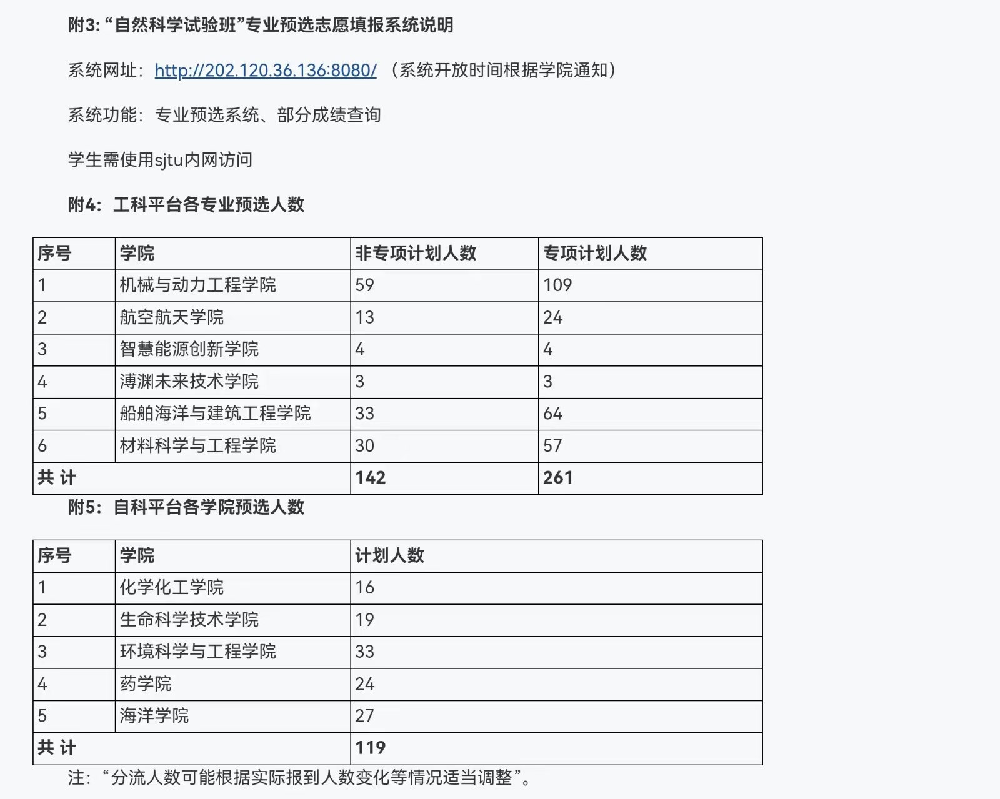 附3: “自然科学试验班”专业预选志愿填报系统说明
系统网址：http://202.120.36.136:8080/ （系统开放时间根据学院通知）
系统功能：专业预选系统、部分成绩查询
学生需使用sjtu内网访问
附4：工科平台各专业预选人数
序号 学院 非专项计划人数 专项计划人数
1 机械与动力工程学院 59 109
2 航空航天学院 13 24
3 智慧能源创新学院 4 4
4 溥渊未来技术学院 3 3
5 船舶海洋与建筑工程学院 33 64
6 材料科学与工程学院 30 57
共 计 142 261
附5：自科平台各学院预选人数
序号 学院 计划人数
1 化学化工学院 16
2 生命科学技术学院 19
3 环境科学与工程学院 33
4 药学院 24
5 海洋学院 27
共 计 119
注：“分流人数可能根据实际报到人数变化等情况适当调整”。